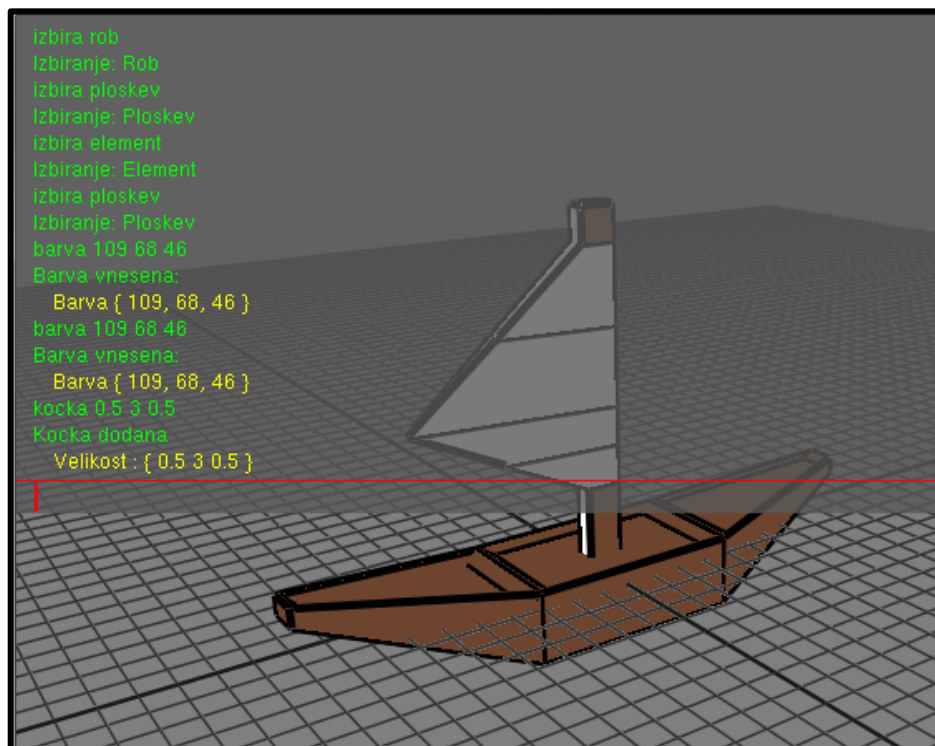 izbira rob
Izbiranje: Rob
izbira ploskev
Izbiranje: Ploskev
izbira element
Izbiranje: Element
izbira ploskev
Izbiranje: Ploskev
barva 109 68 46
Barva vnesena:
Barva { 109, 68, 46 }
barva 109 68 46
Barva vnesena:
Barva { 109, 68, 46 }
kocka 0.5 3 0.5
Kocka dodana
Velikost : { 0.5 3 0.5 }